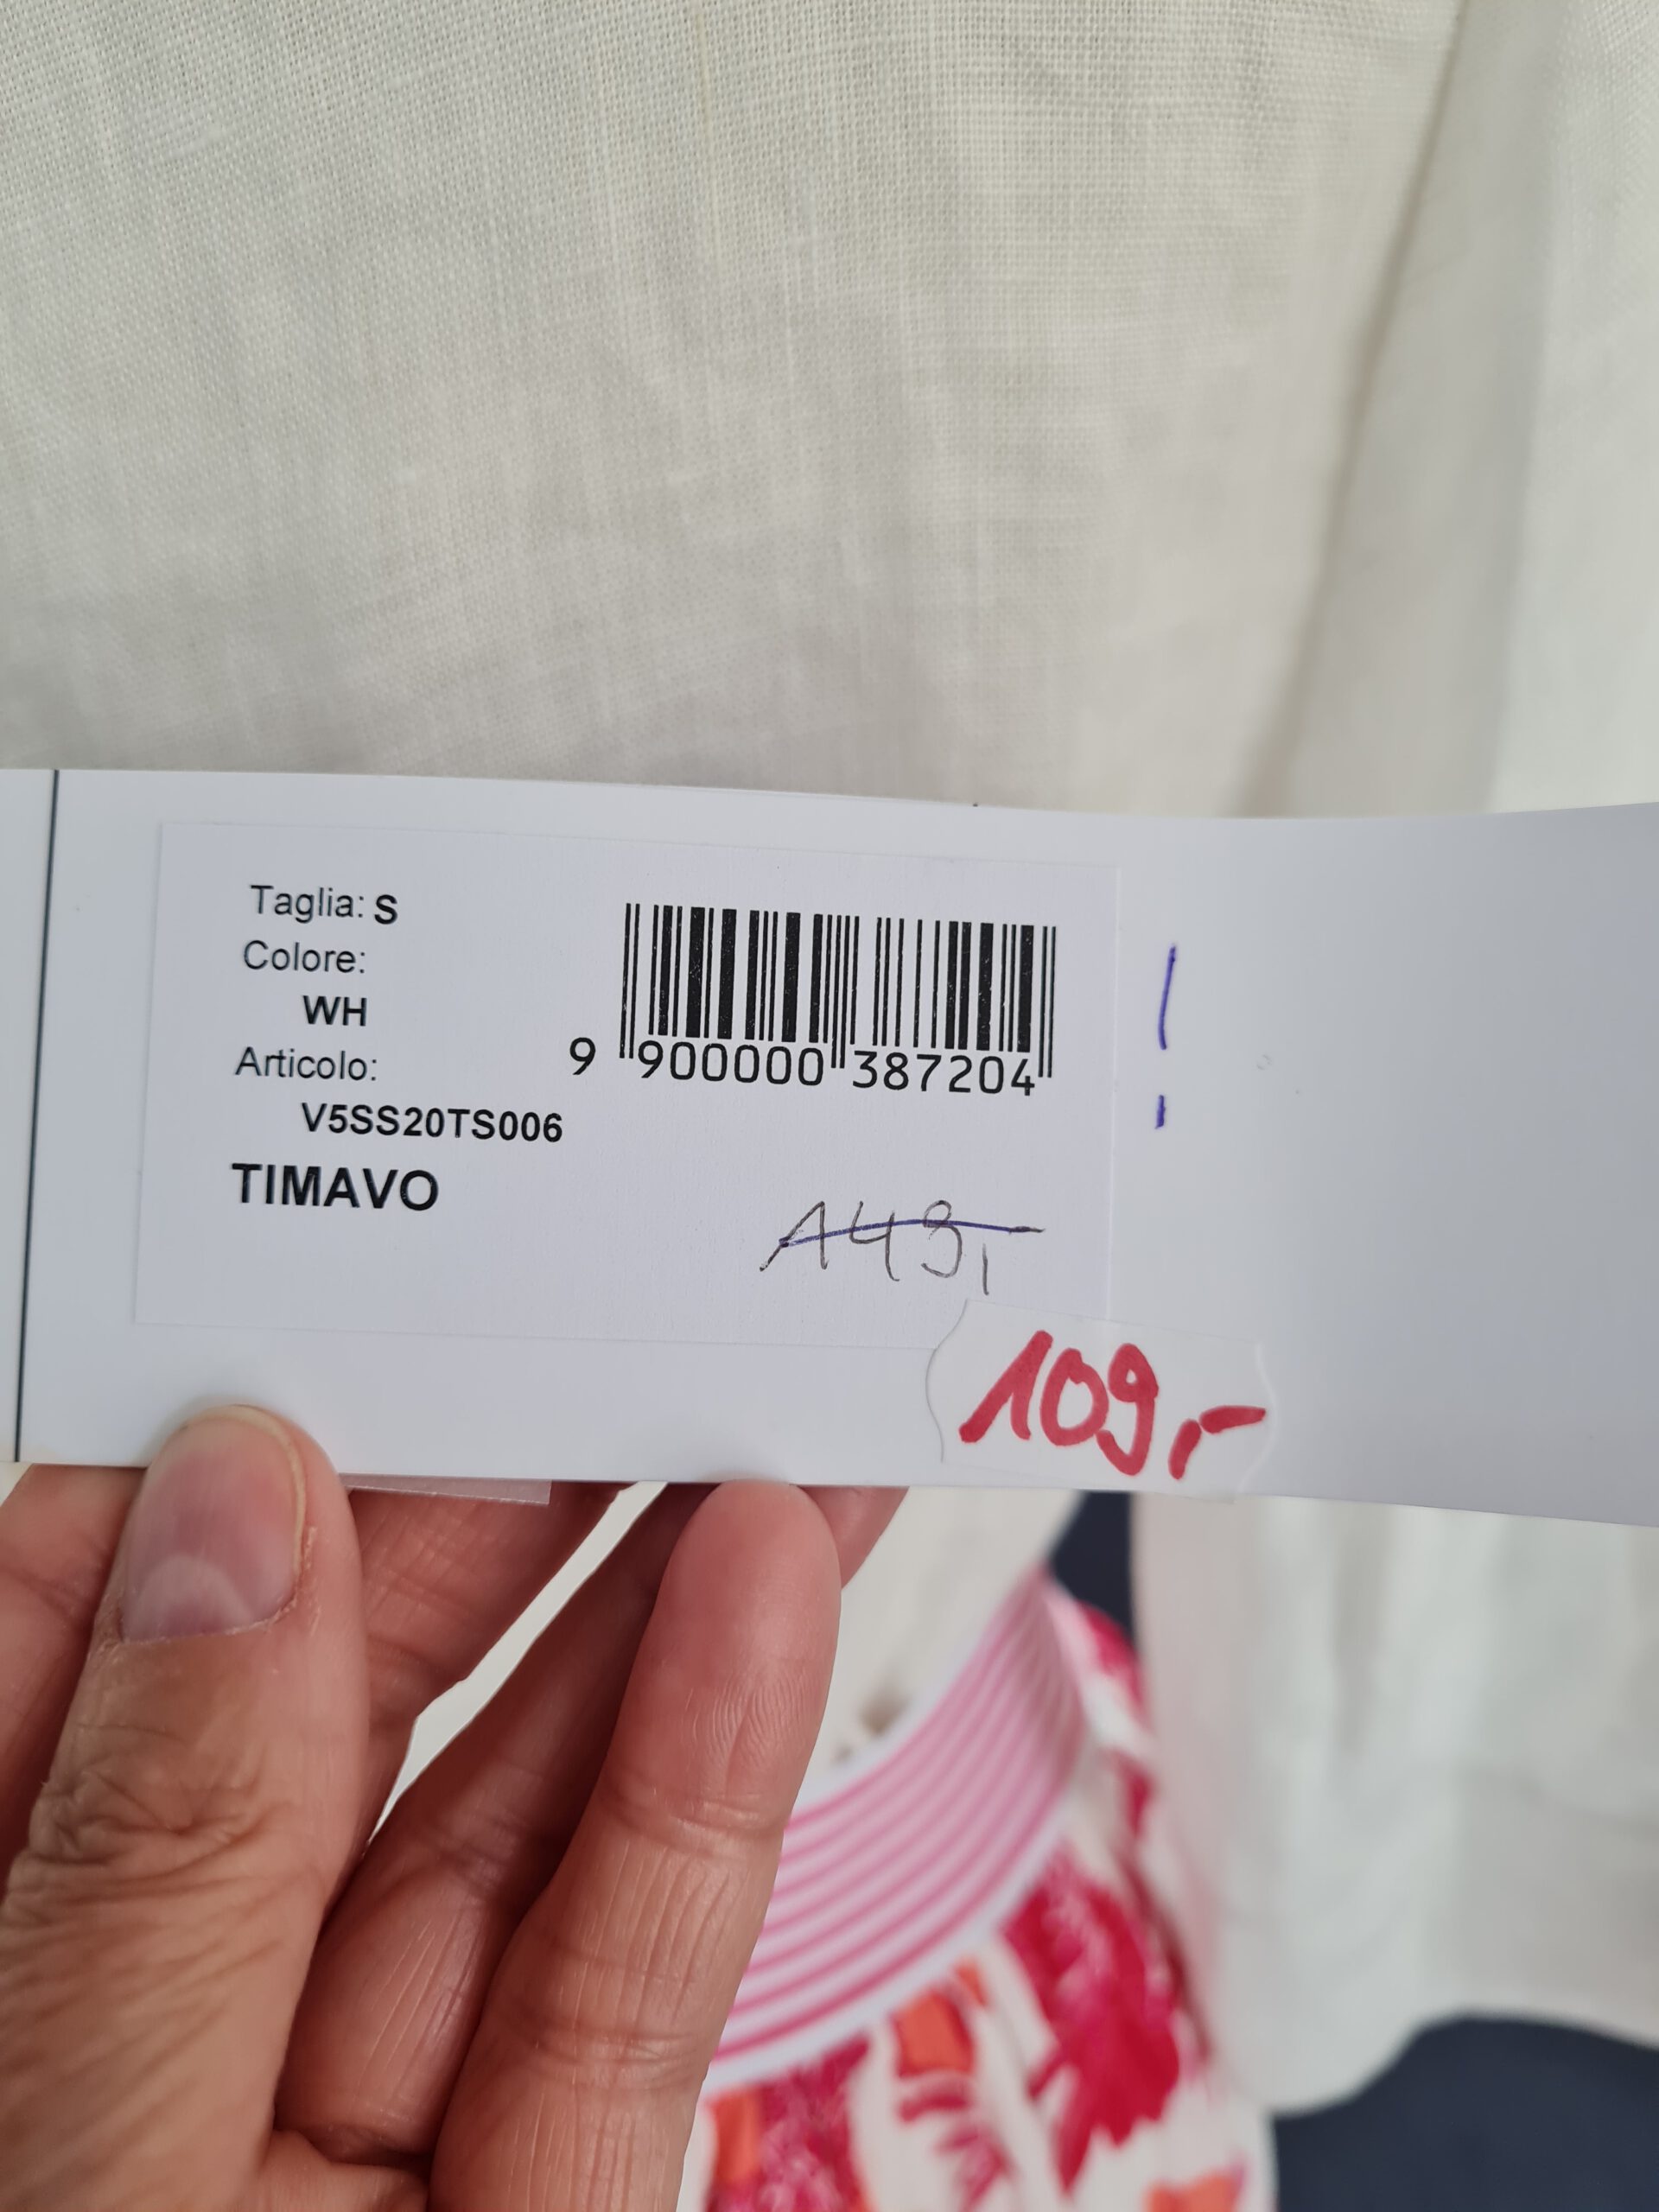 Taglia: S
Colore:
WH
Articolo:
V5SS20TS006
TIMAVO
9 900000 387204
149,
109,-